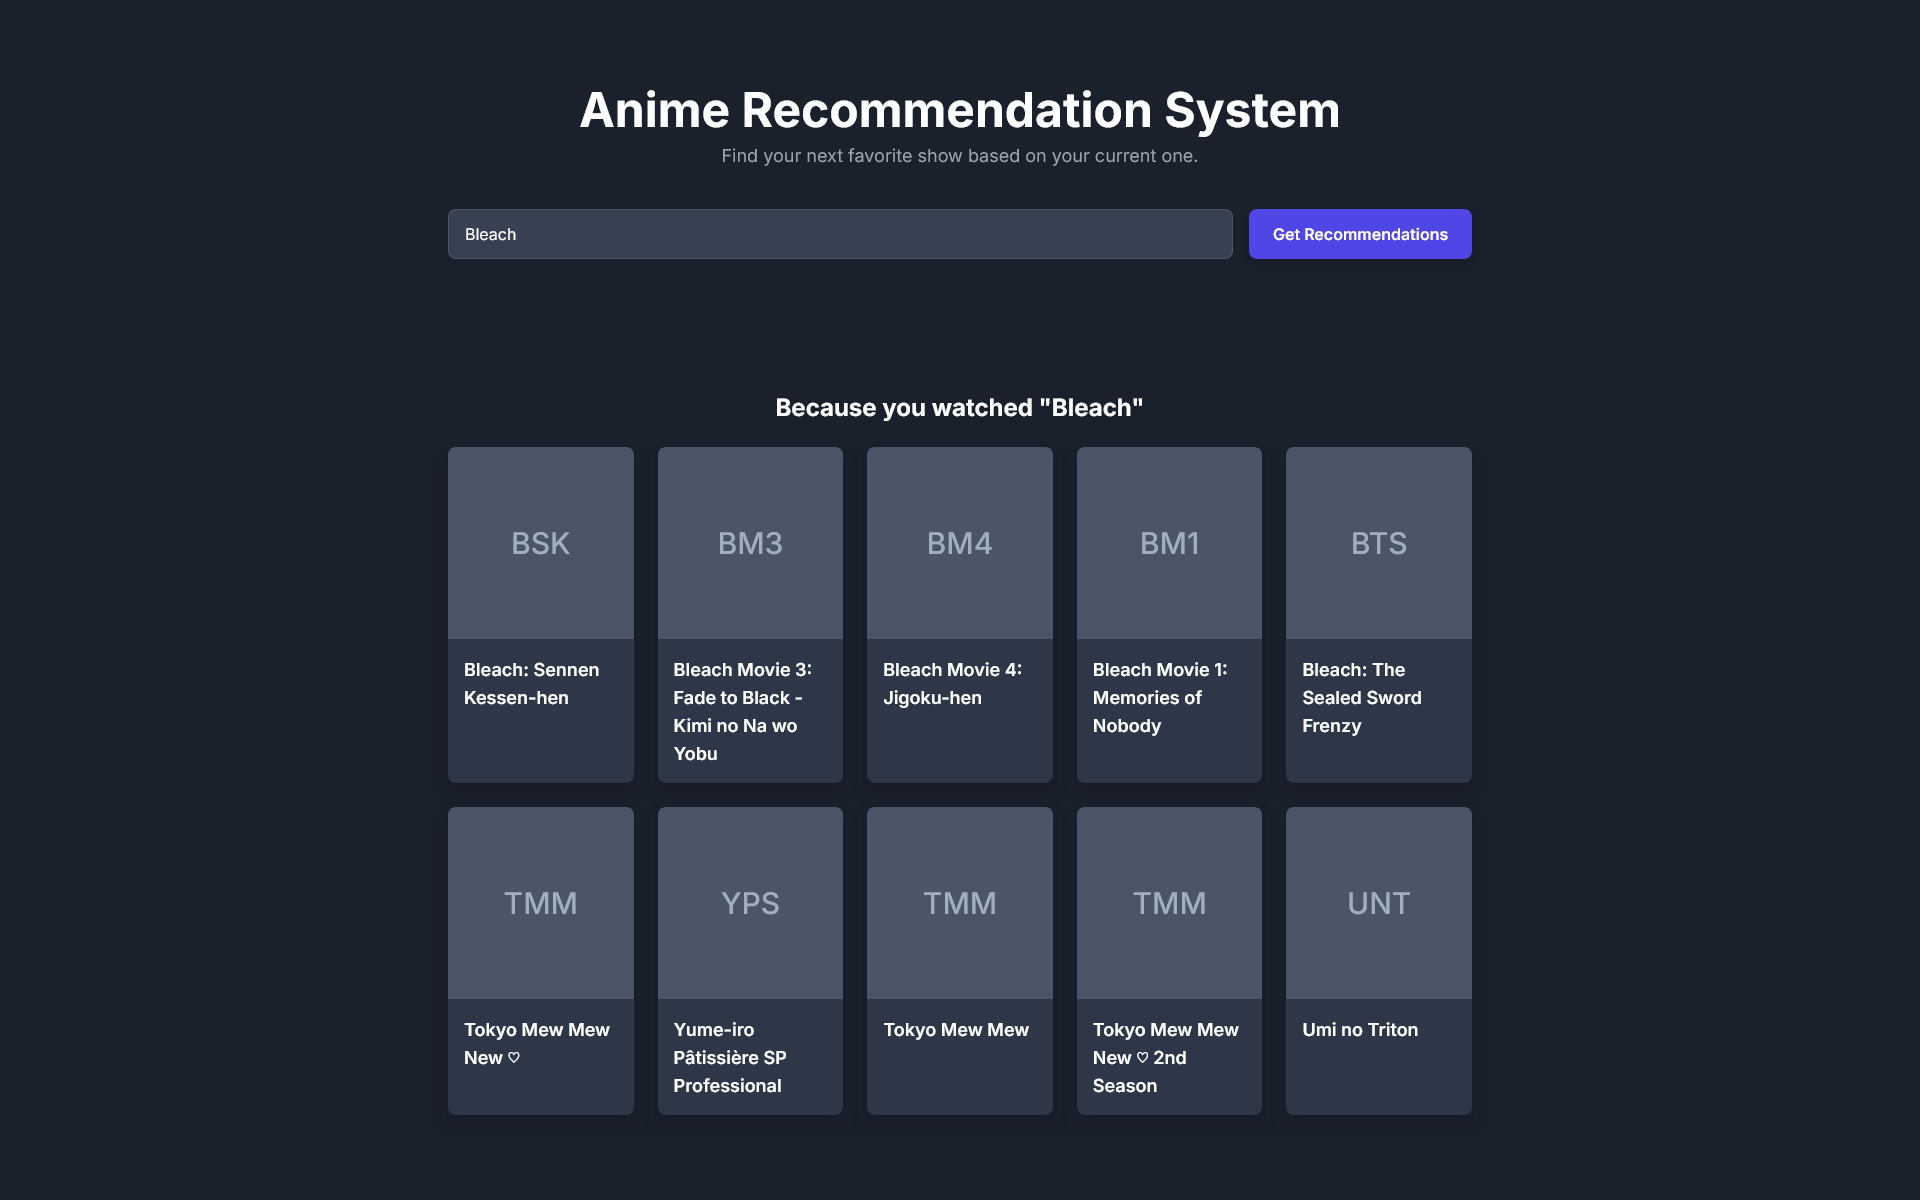 Anime Recommendation System
Find your next favorite show based on your current one.
Bleach
Get Recommendations
Because you watched "Bleach"
BSK
BM3
BM4
BM1
BTS
Bleach: Sennen
Kessen-hen
Bleach Movie 3:
Fade to Black -
Kimi no Na wo
Yobu
Bleach Movie 4:
Jigoku-hen
Bleach Movie 1:
Memories of
Nobody
Bleach: The
Sealed Sword
Frenzy
TMM
YPS
TMM
TMM
UNT
Tokyo Mew Mew
New ♡
Yume-iro
Pâtissière SP
Professional
Tokyo Mew Mew
Tokyo Mew Mew
New ♡ 2nd
Season
Umi no Triton